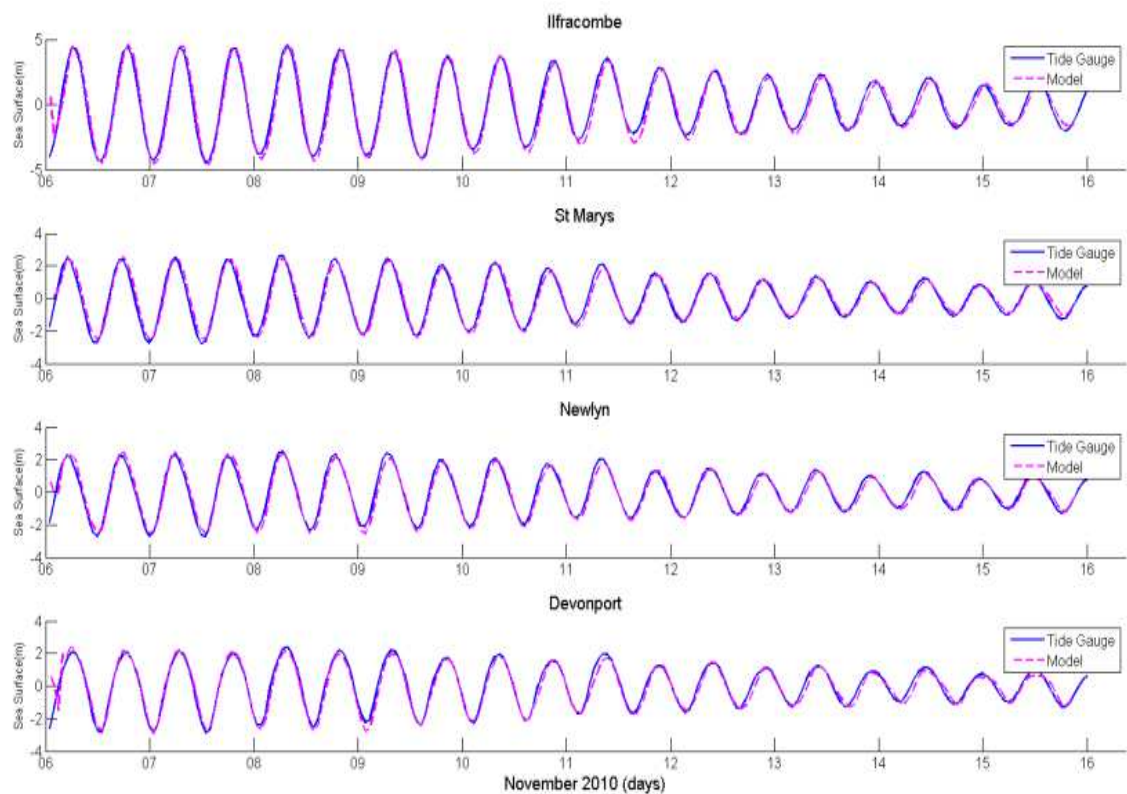 Ilfracombe
Sea Surface(m)
5
0
-5
Tide Gauge
Model
06 07 08 09 10 11 12 13 14 15 16
St Marys
Sea Surface(m)
4
2
0
-2
-4
Tide Gauge
Model
06 07 08 09 10 11 12 13 14 15 16
Newlyn
Sea Surface(m)
4
2
0
-2
-4
Tide Gauge
Model
06 07 08 09 10 11 12 13 14 15 16
Devonport
Sea Surface(m)
4
2
0
-2
-4
Tide Gauge
Model
06 07 08 09 10 11 12 13 14 15 16
November 2010 (days)